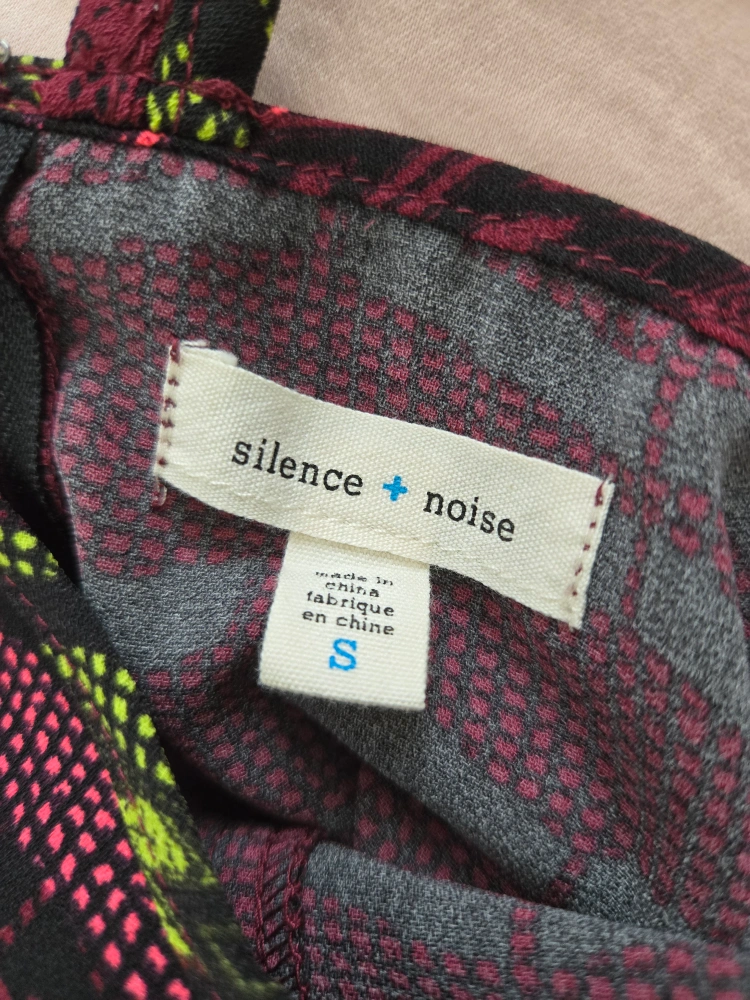 silence + noise
made in
china
fabrique
en chine
S